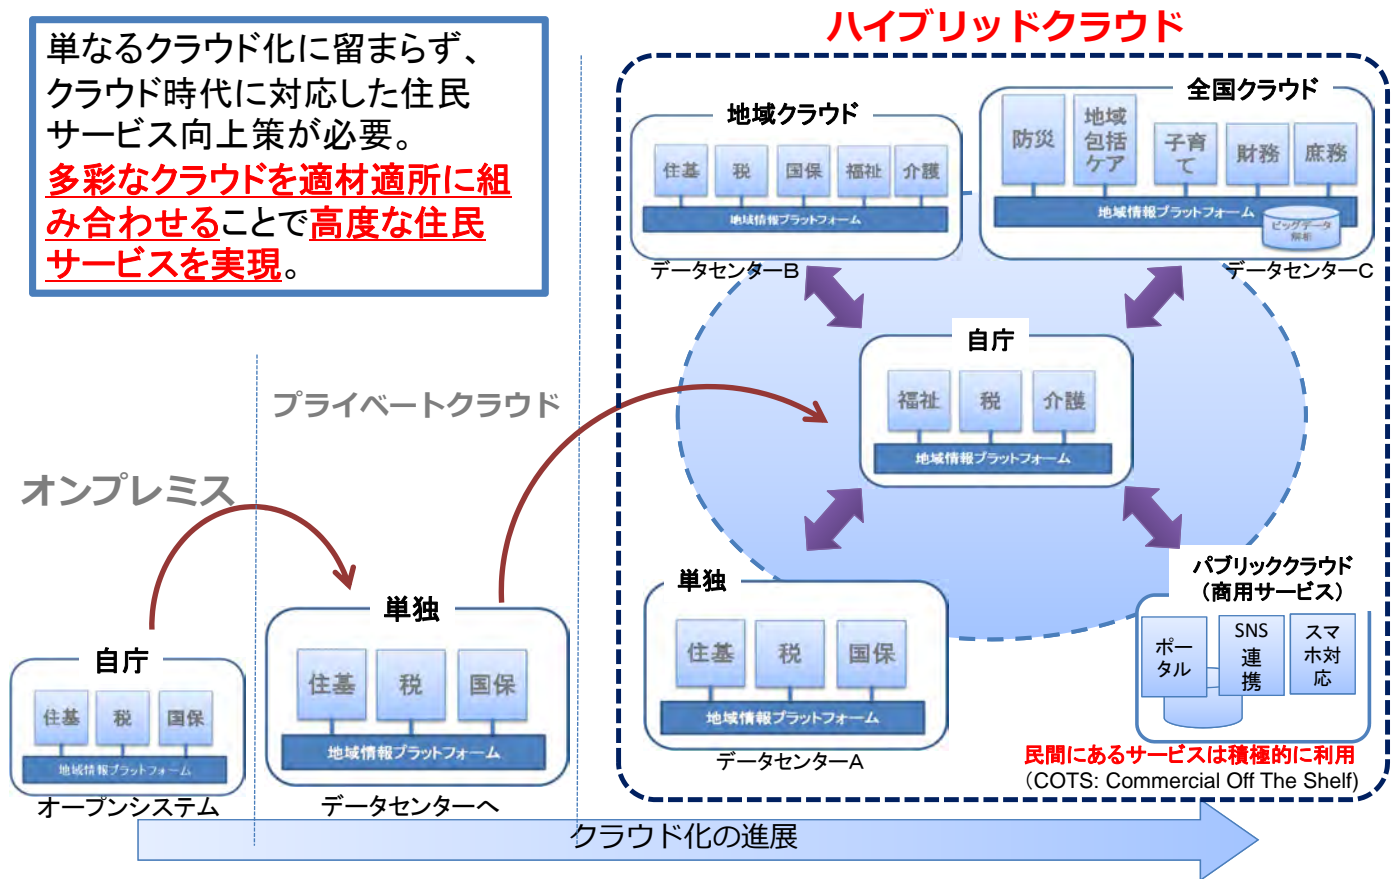 単なるクラウド化に留まらず、
クラウド時代に対応した住民
サービス向上策が必要。
多彩なクラウドを適材適所に組
み合わせることで高度な住民
サービスを実現。
オンプレミス
自庁
住基
税
国保
地域情報プラットフォーム
オープンシステム
プライベートクラウド
単独
住基
税
国保
地域情報プラットフォーム
データセンターへ
ハイブリッドクラウド
地域クラウド
住基
税
国保
福祉
介護
地域情報プラットフォーム
データセンターB
全国クラウド
防災
地域
包括
ケア
子育
て
財務
庶務
地域情報プラットフォーム
ビッグデータ
解析
データセンターC
自庁
福祉
税
介護
地域情報プラットフォーム
単独
住基
税
国保
地域情報プラットフォーム
データセンターA
パブリッククラウド
（商用サービス）
ポー
タル
SNS
連
携
スマ
ホ対
応
民間にあるサービスは積極的に利用
（COTS: Commercial Off The Shelf)
クラウド化の進展